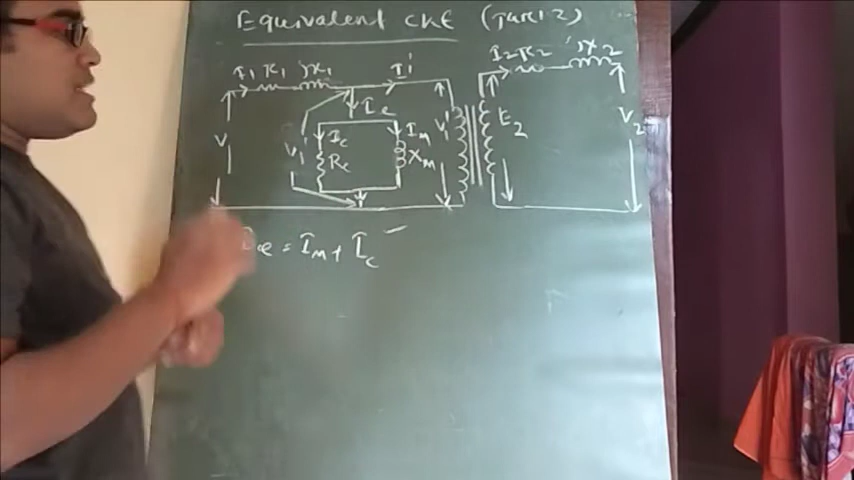 Equivalent cKt (Part 2)
I1 R1 jX1 I1' I2 R2 jX2
Ie
V1' Ic Rc Im Xm V1' E2 V2
V
Ie = Im + Ic